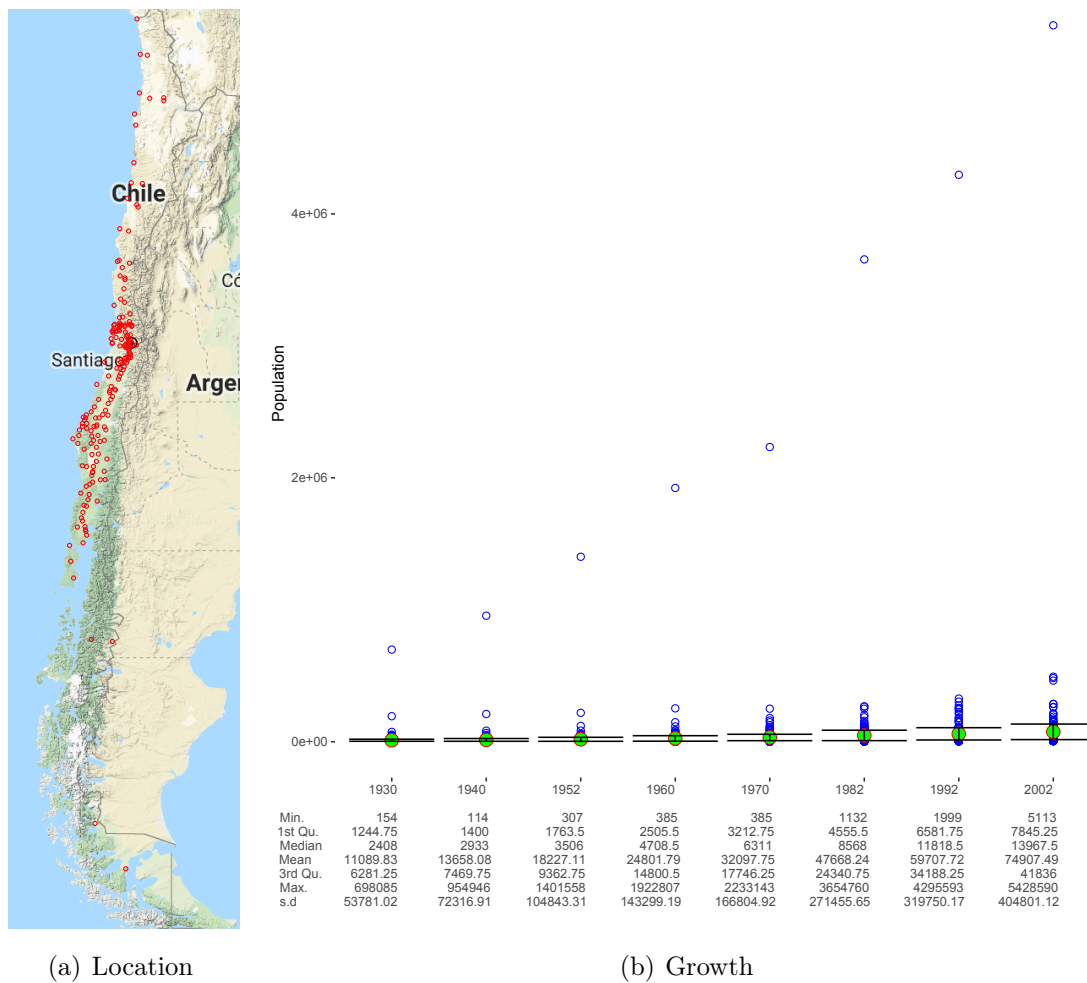 Chile
Có
Santiago
Argen
Population
4e+06
2e+06
0e+00
1930 1940 1952 1960 1970 1982 1992 2002
Min. 154 114 307 385 385 1132 1999 5113
1st Qu. 1244.75 1400 1763.5 2505.5 3212.75 4555.5 6581.75 7845.25
Median 2408 2933 3506 4708.5 6311 8568 11818.5 13967.5
Mean 11089.83 13658.08 18227.11 24801.79 32097.75 47668.24 59707.72 74907.49
3rd Qu. 6281.25 7469.75 9362.75 14800.5 17746.25 24340.75 34188.25 41836
Max. 698085 954946 1401558 1922807 2233143 3654760 4295593 5428590
s.d 53781.02 72316.91 104843.31 143299.19 166804.92 271455.65 319750.17 404801.12
(a) Location
(b) Growth